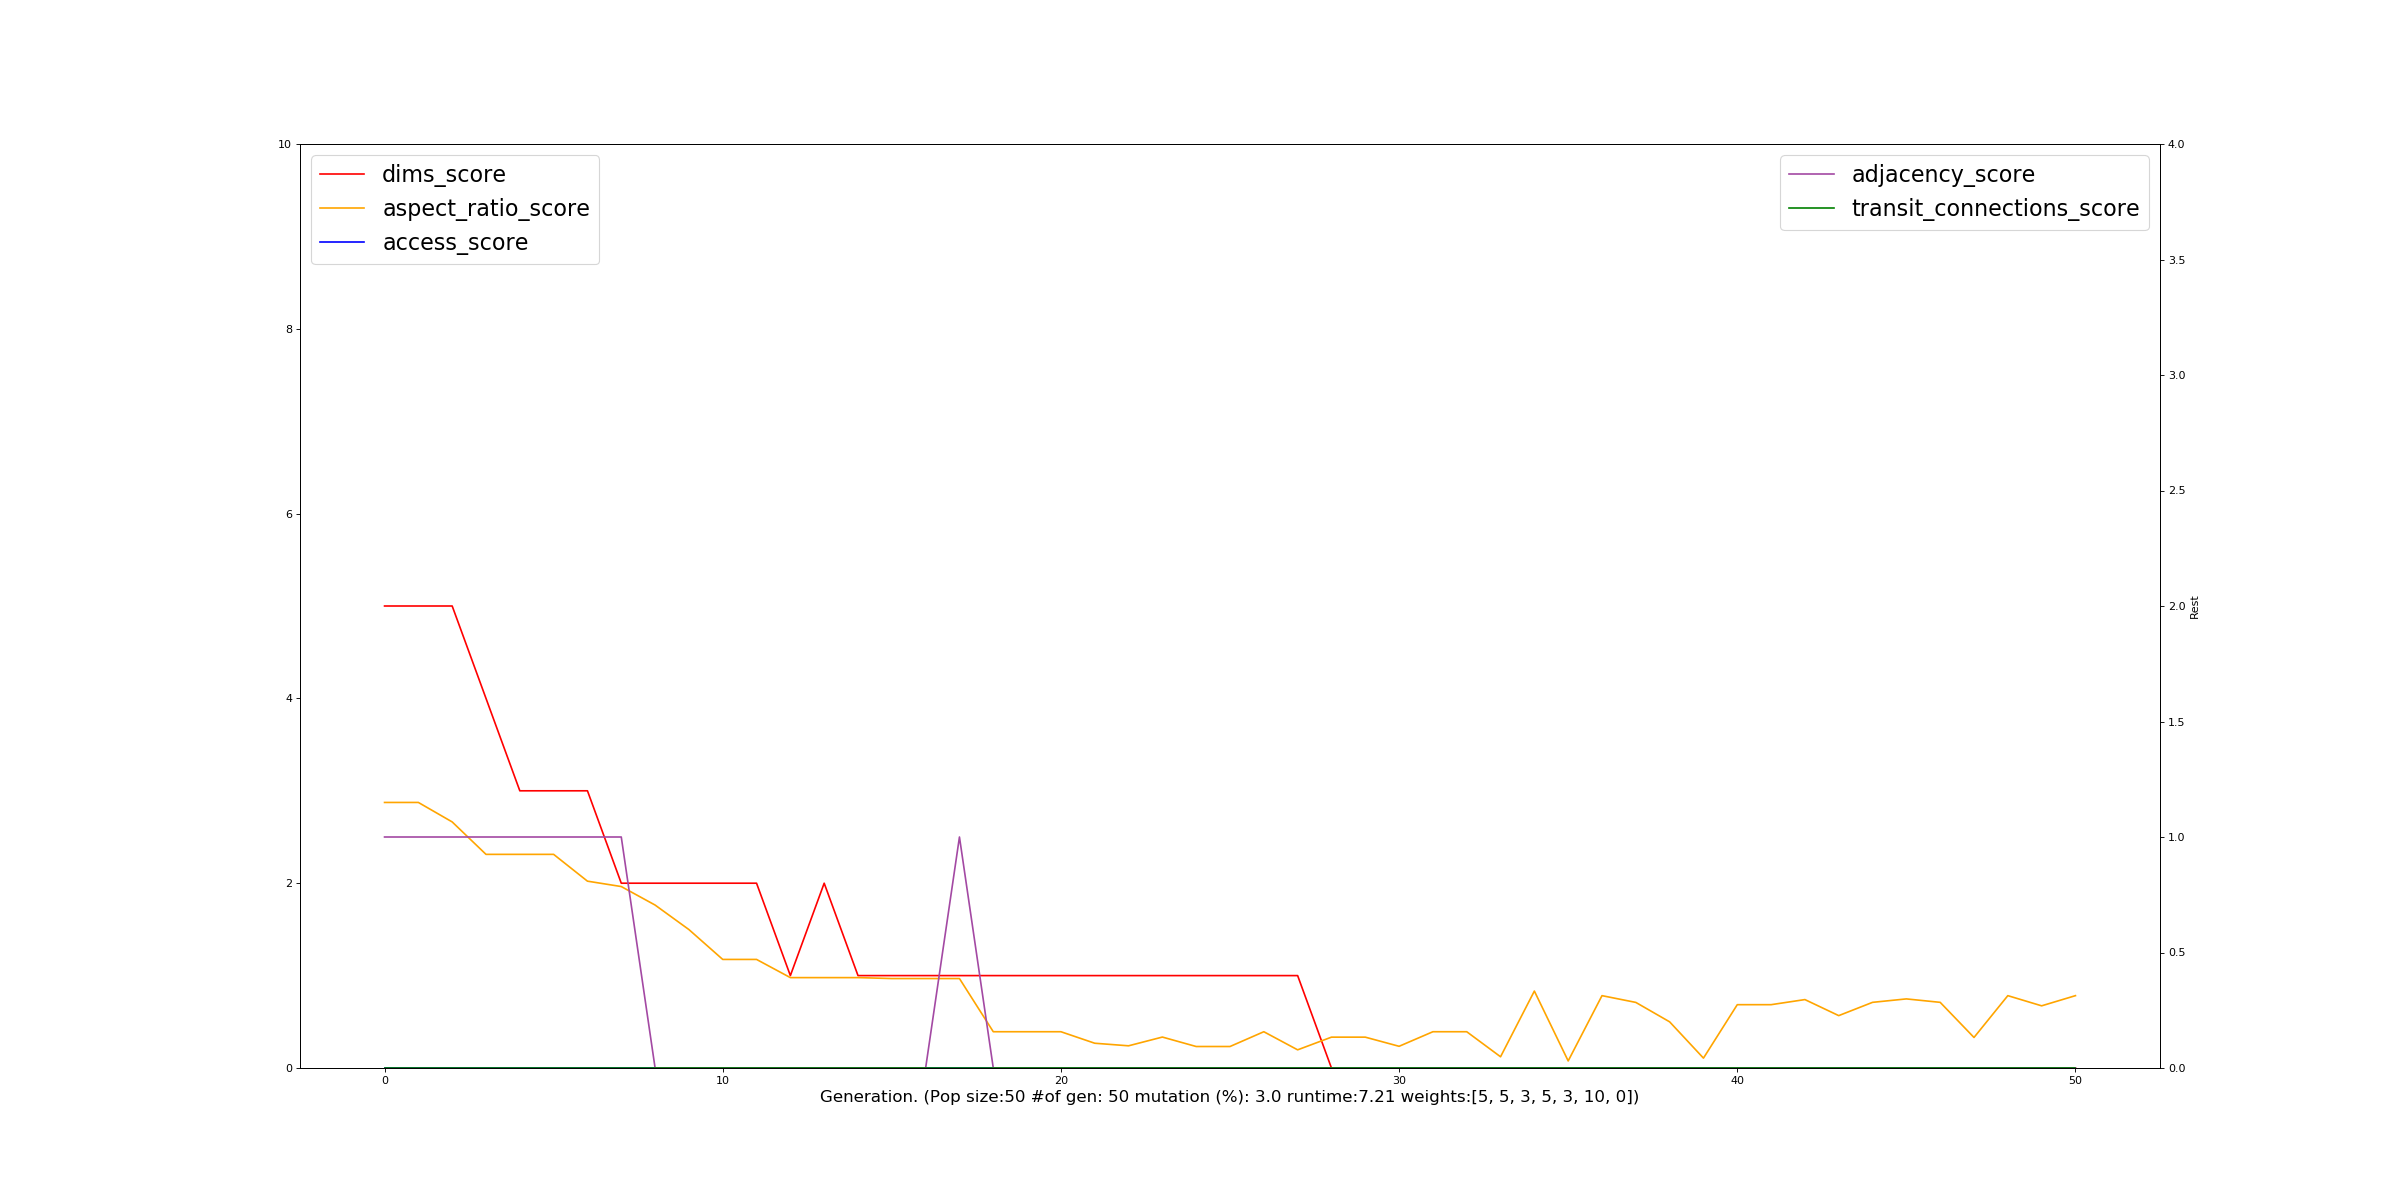 10
8
6
4
2
0
dims_score
aspect_ratio_score
access_score
adjacency_score
transit_connections_score
4.0
3.5
3.0
2.5
2.0
1.5
1.0
0.5
0.0
Rest
0 10 20 30 40 50
Generation. (Pop size:50 #of gen: 50 mutation (%): 3.0 runtime:7.21 weights:[5, 5, 3, 5, 3, 10, 0])